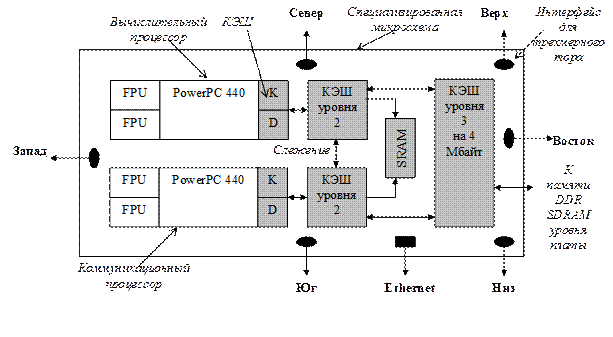 Север
Специализированная
микросхема
Верх
Интерфейс
для
трехмерного
тора
Вычислительный
процессор
КЭШ
FPU
PowerPC 440
К
FPU
D
КЭШ
уровня
2
КЭШ
уровня
3
на 4
Мбайт
SRAM
Слежение
Запад
Восток
FPU
PowerPC 440
К
FPU
D
КЭШ
уровня
2
К
памяти
DDR
SDRAM
уровня
платы
Коммуникационный
процессор
Юг
Ethernet
Низ